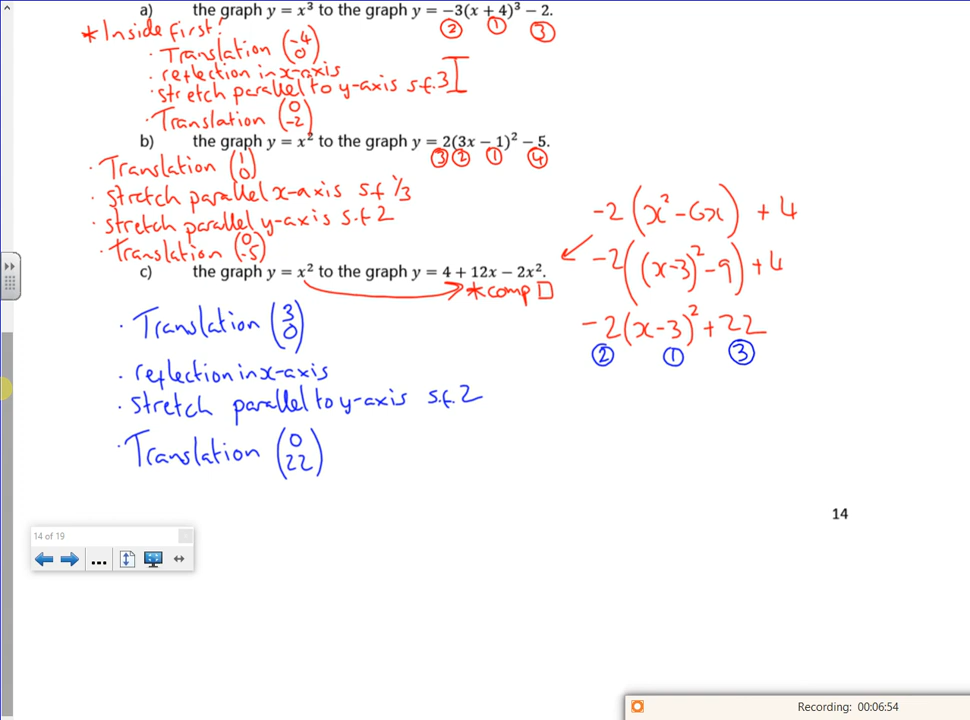 a) the graph y = x³ to the graph y = −3(x + 4)³ − 2.
② ① ③
*Inside first!
· Translation (-4 0)
· reflection in x-axis
· stretch parallel to y-axis s.f.3
· Translation (0 -2)
b) the graph y = x² to the graph y = 2(3x − 1)² − 5.
③ ② ① ④
· Translation (1 0)
· stretch parallel x-axis s.f 1/3
· stretch parallel y-axis s.f 2
· Translation (0 -5)
c) the graph y = x² to the graph y = 4 + 12x − 2x².
*comp □
-2(x² - 6x) + 4
-2((x-3)² - 9) + 4
-2(x-3)² + 22
② ① ③
· Translation (3 0)
· reflection in x-axis
· stretch parallel to y-axis s.f. 2
· Translation (0 22)
14
14 of 19
...
Recording: 00:06:54